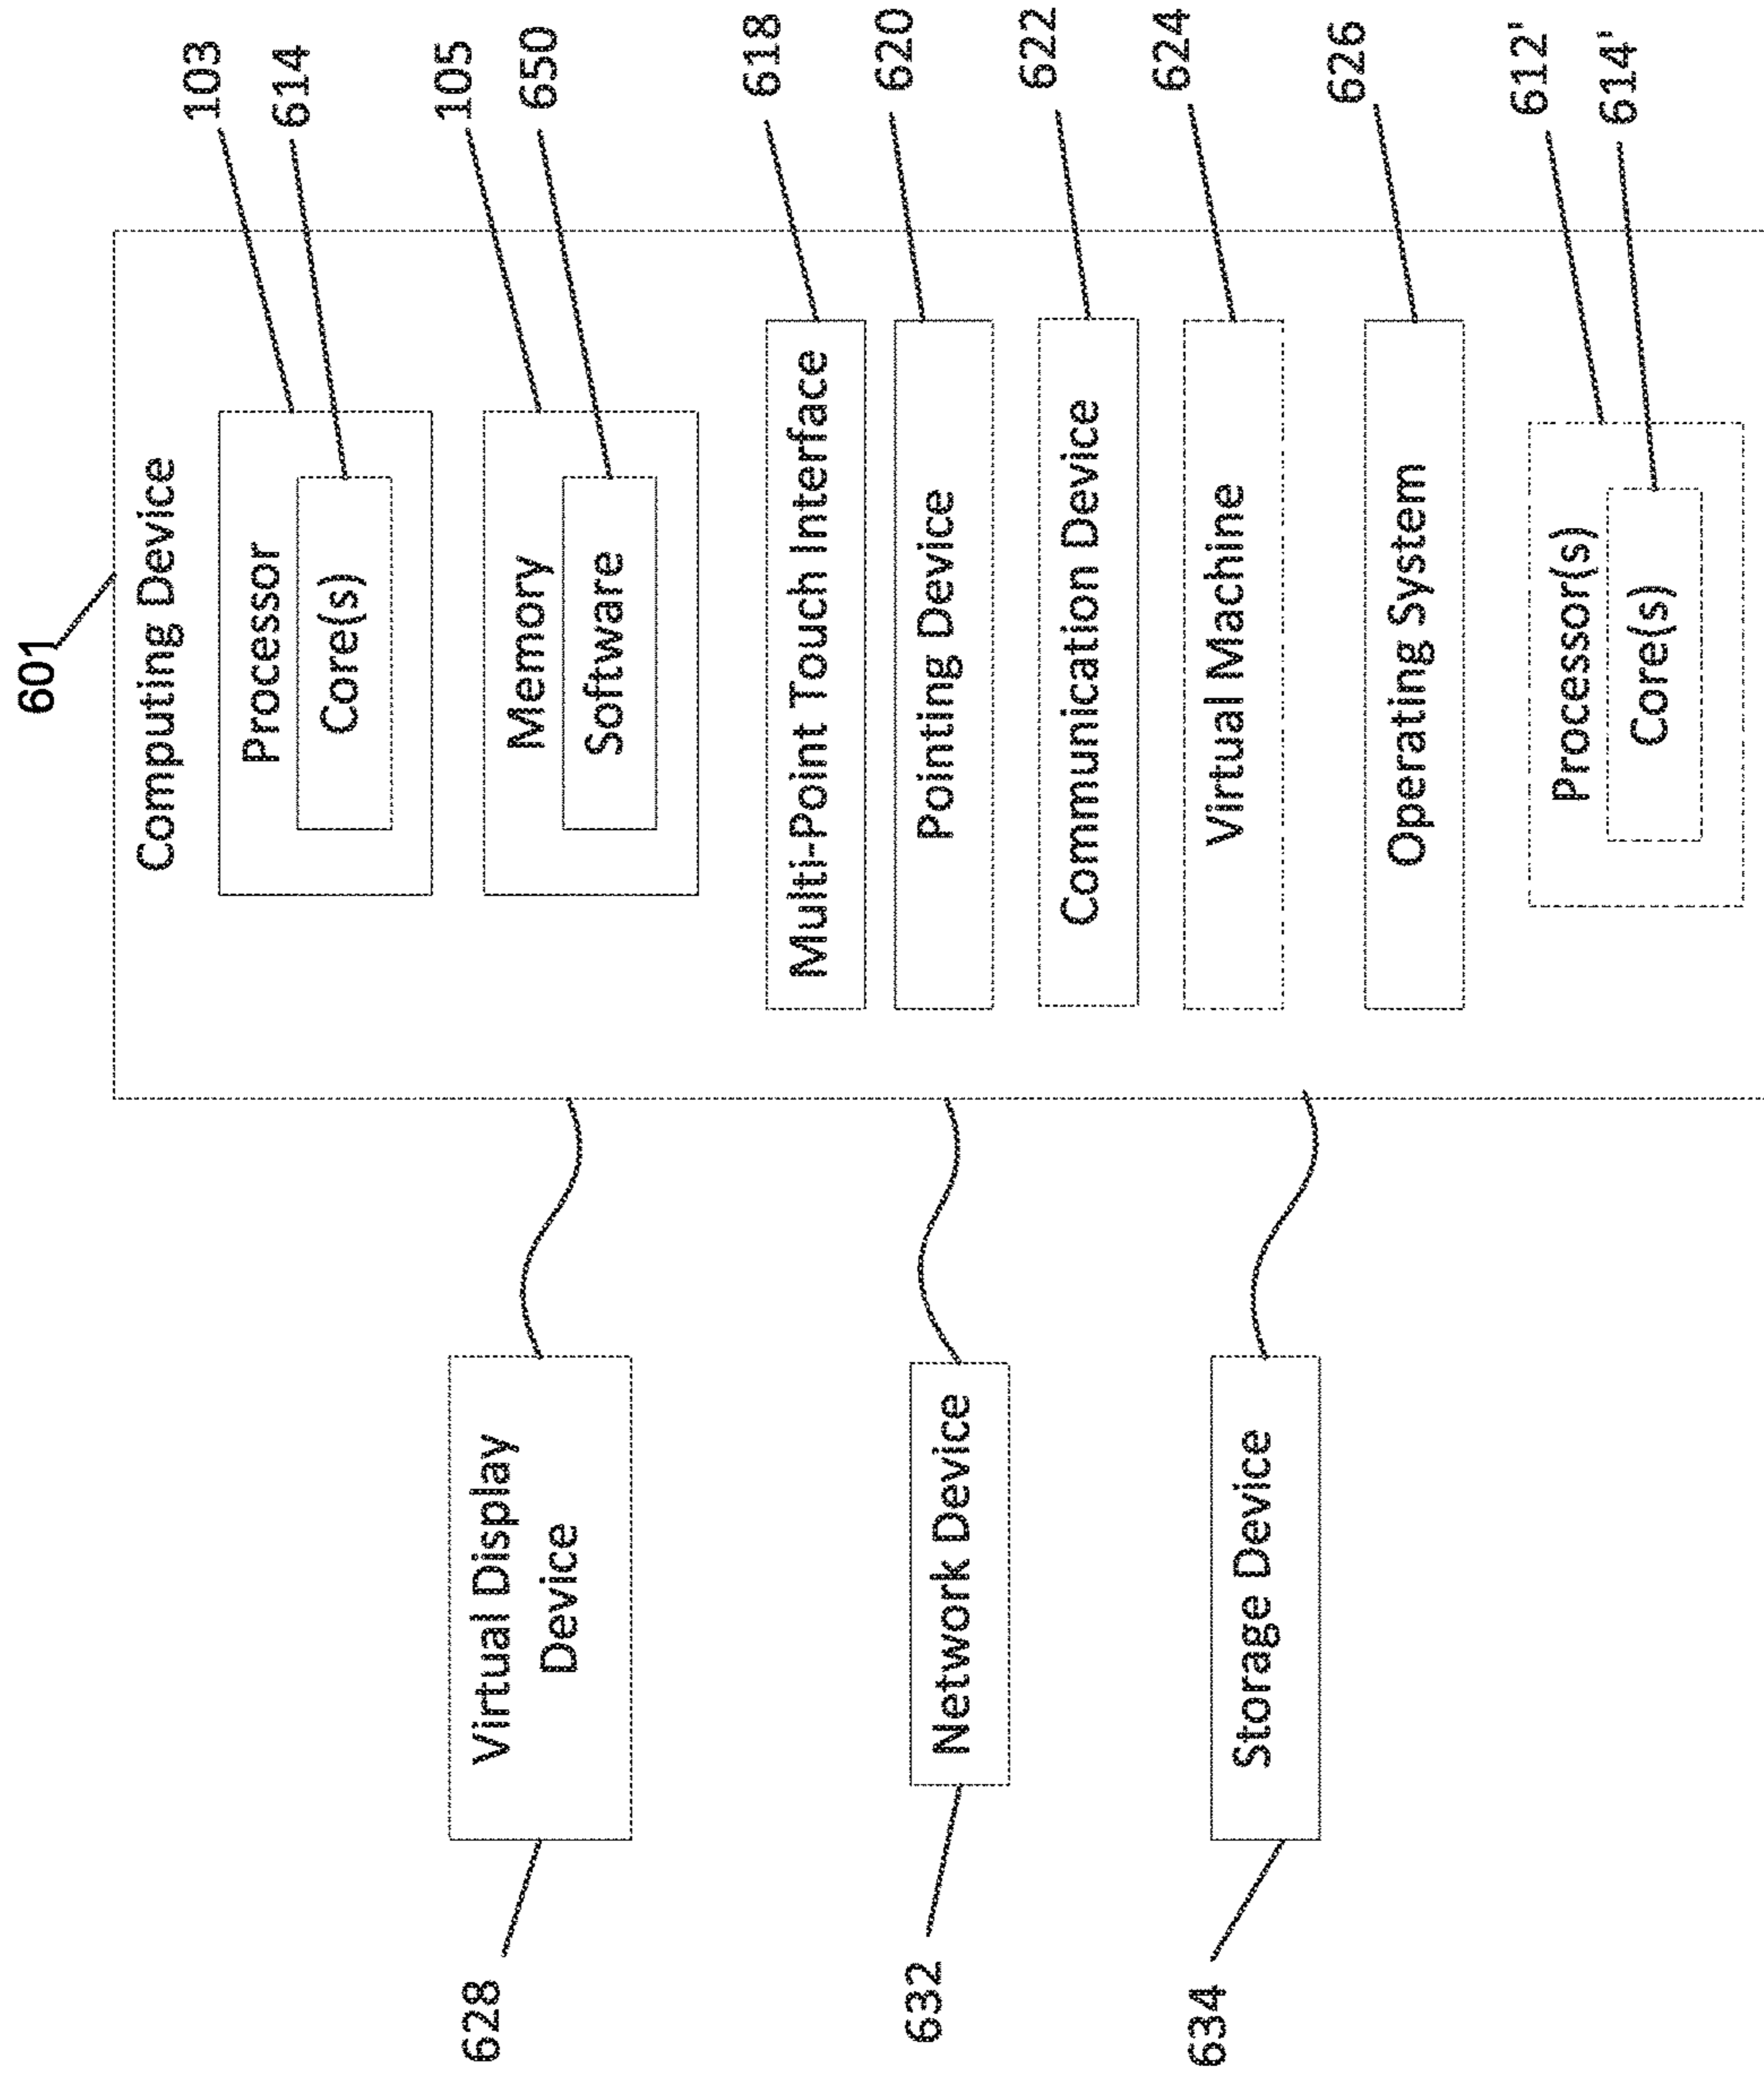 601
Computing Device
Processor
Core(s)
103
614
Memory
Software
105
650
Multi-Point Touch Interface
618
Pointing Device
620
Communication Device
622
Virtual Machine
624
Operating System
626
Processor(s)
Core(s)
612'
614'
628
Virtual Display
Device
632
Network Device
634
Storage Device